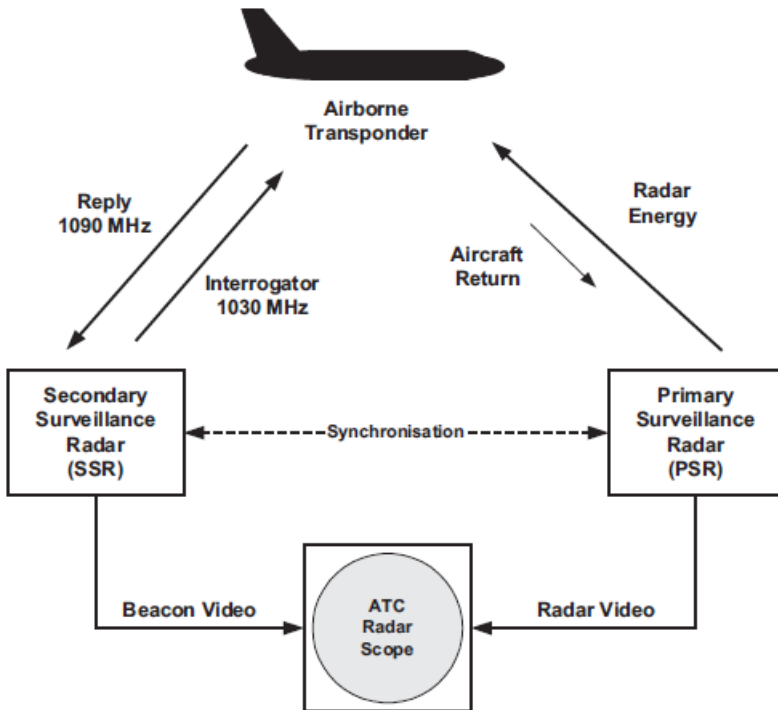 Airborne
Transponder
Reply
1090 MHz
Interrogator
1030 MHz
Radar
Energy
Aircraft
Return
Secondary
Surveillance
Radar
(SSR)
Synchronisation
Primary
Surveillance
Radar
(PSR)
Beacon Video
ATC
Radar
Scope
Radar Video